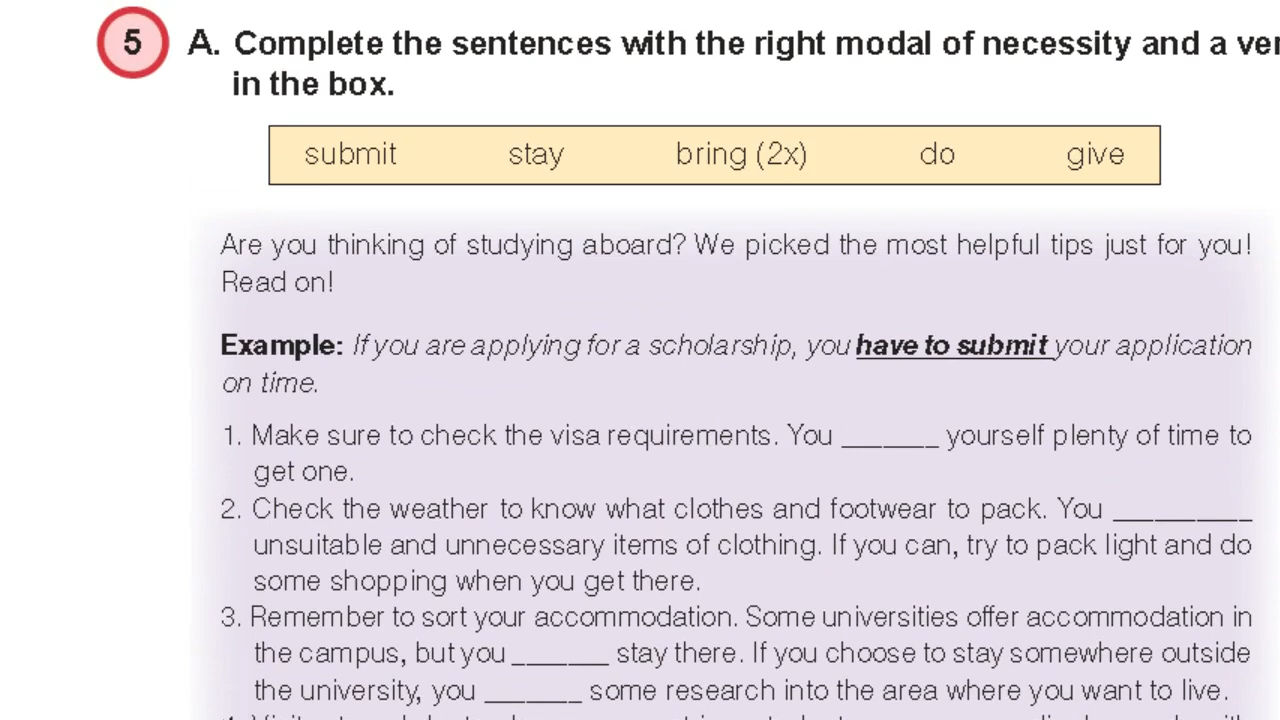 5 A. Complete the sentences with the right modal of necessity and a ver
in the box.
submit stay bring (2x) do give
Are you thinking of studying aboard? We picked the most helpful tips just for you!
Read on!
Example: If you are applying for a scholarship, you have to submit your application
on time.
1. Make sure to check the visa requirements. You _______ yourself plenty of time to
get one.
2. Check the weather to know what clothes and footwear to pack. You __________
unsuitable and unnecessary items of clothing. If you can, try to pack light and do
some shopping when you get there.
3. Remember to sort your accommodation. Some universities offer accommodation in
the campus, but you _______ stay there. If you choose to stay somewhere outside
the university, you _______ some research into the area where you want to live.